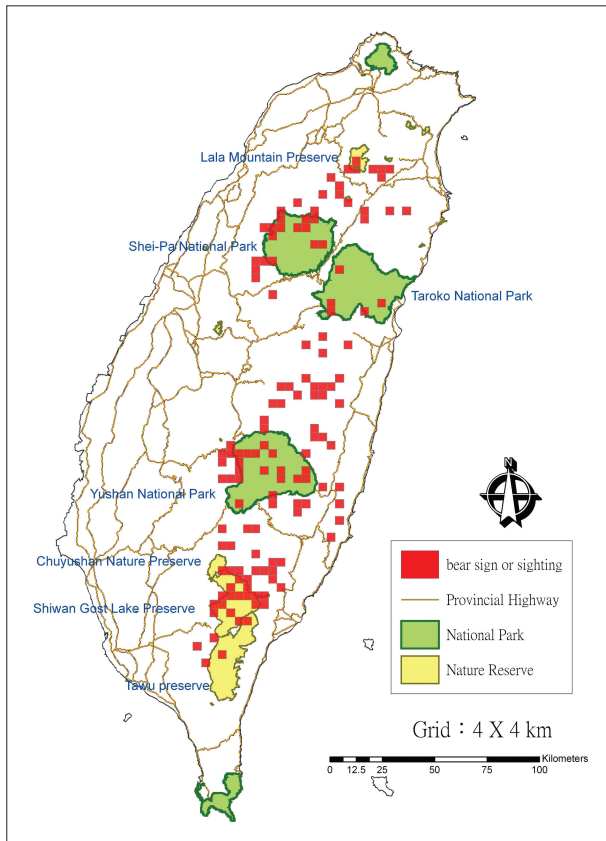 Lala Mountain Preserve
Shei-Pa National Park
Taroko National Park
Yushan National Park
Chuyushan Nature Preserve
Shiwan Gost Lake Preserve
Tawu preserve
N
bear sign or sighting
Provincial Highway
National Park
Nature Reserve
Grid：4 X 4 km
Kilometers
0 12.5 25 50 75 100